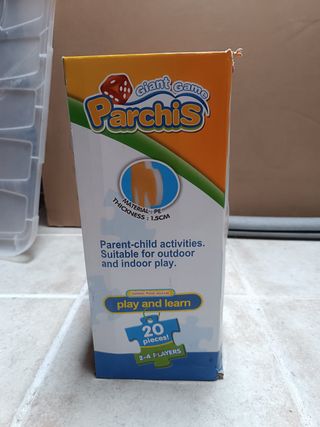 Giant Game
Parchís
MATERIAL: PE
THICKNESS: 1.5CM
Parent-child activities.
Suitable for outdoor
and indoor play.
play and learn
20
pieces!
2-4 PLAYERS